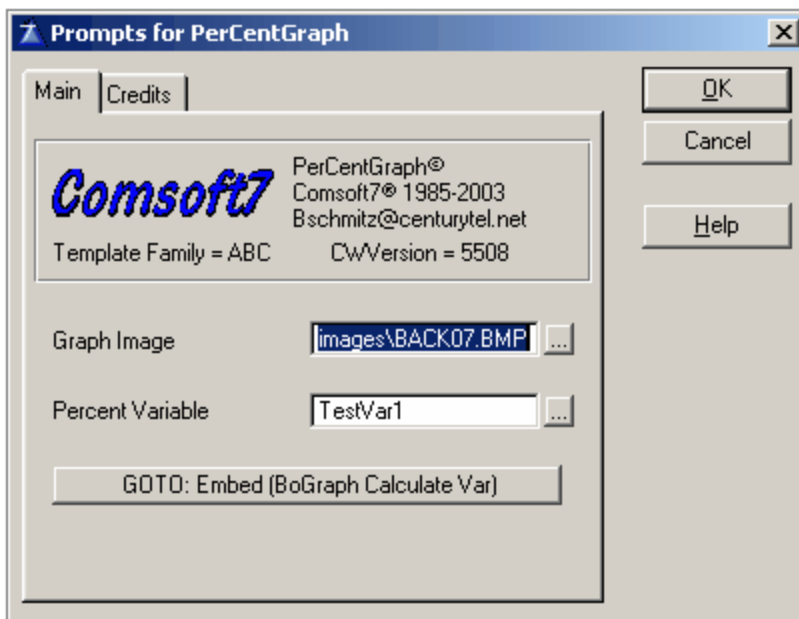 Prompts for PerCentGraph
Main
Credits
OK
Cancel
Help
Comsoft7
PerCentGraph©
Comsoft7® 1985-2003
Bschmitz@centurytel.net
Template Family = ABC
CWVersion = 5508
Graph Image
images\BACK07.BMP
...
Percent Variable
TestVar1
...
GOTO: Embed (BoGraph Calculate Var)